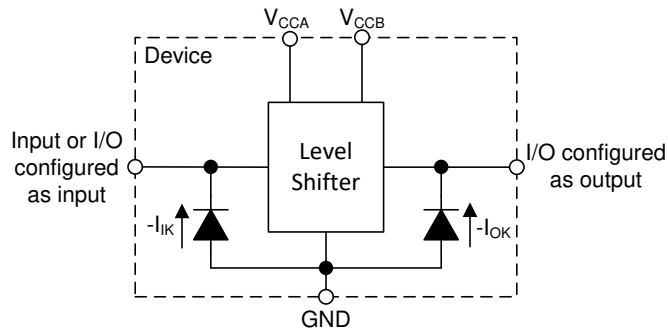 VCCA VCCB
Device
Input or I/O
configured
as input
Level
Shifter
I/O configured
as output
-IIK
-IOK
GND